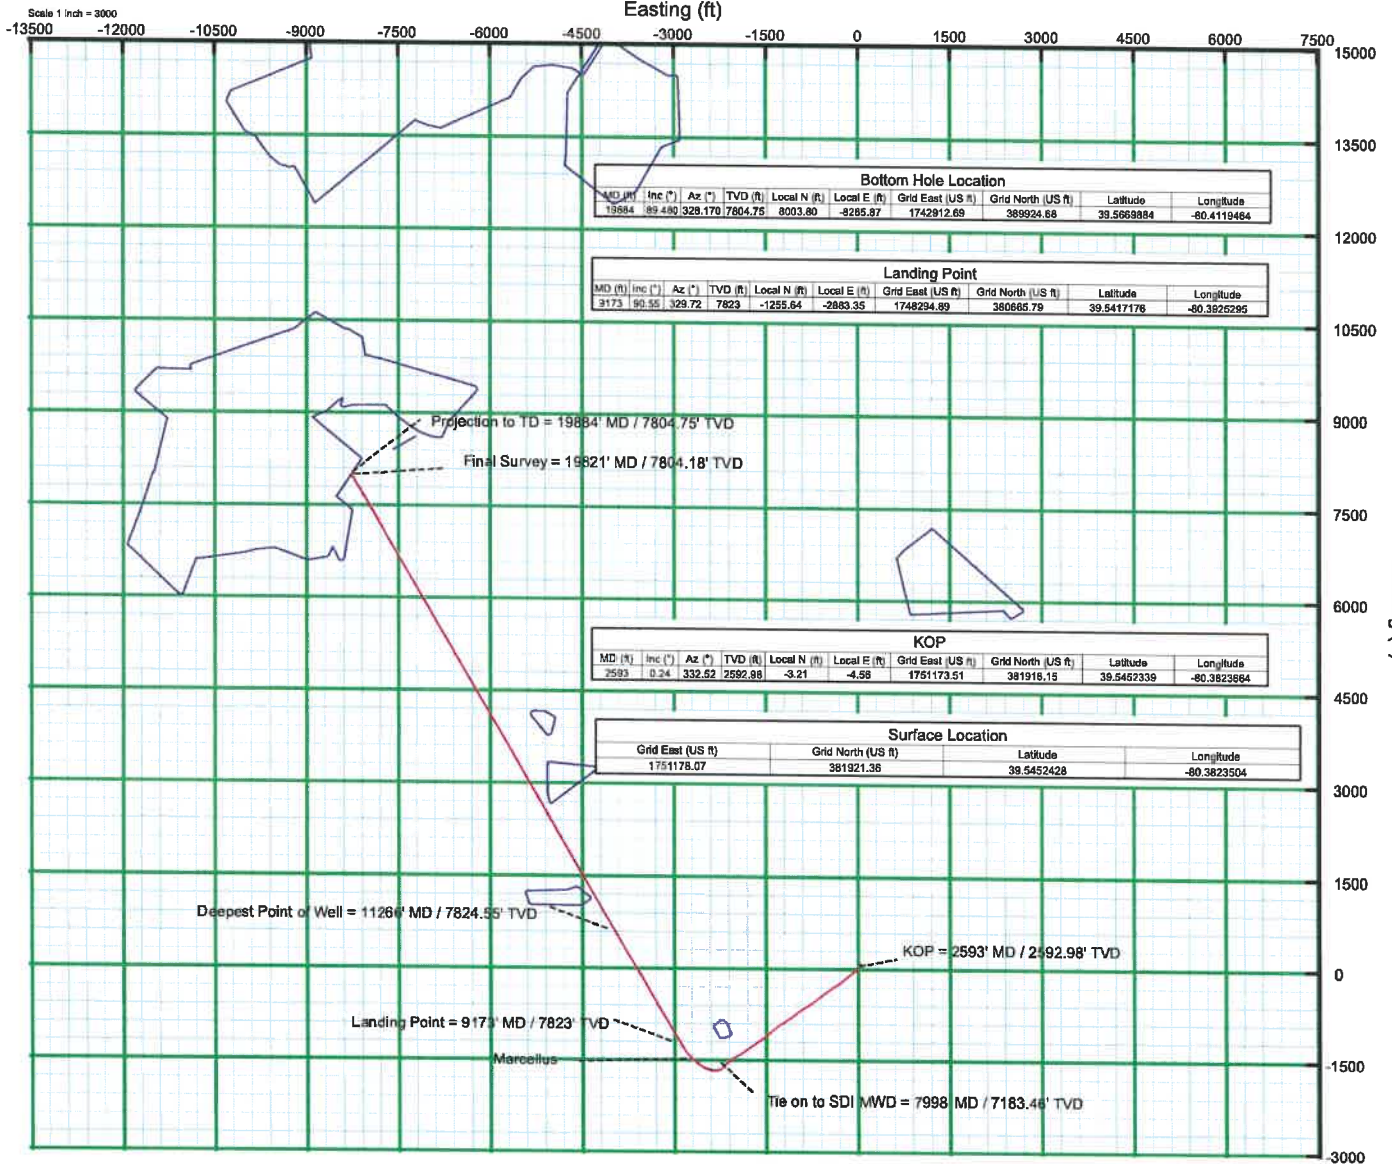 Scale 1 inch = 3000
Easting (ft)
-13500 -12000 -10500 -9000 -7500 -6000 -4500 -3000 -1500 0 1500 3000 4500 6000 7500
15000
13500
Bottom Hole Location
MD (ft) Inc (°) Az (°) TVD (ft) Local N (ft) Local E (ft) Grid East (US ft) Grid North (US ft) Latitude Longitude
19884 89.480 328.170 7804.75 8003.80 -8265.87 1742912.69 389924.68 39.5669884 -80.4119464
12000
Landing Point
MD (ft) Inc (°) Az (°) TVD (ft) Local N (ft) Local E (ft) Grid East (US ft) Grid North (US ft) Latitude Longitude
9173 90.55 329.72 7823 -1255.64 -2883.35 1748294.89 380665.79 39.5417176 -80.3925295
10500
9000
Projection to TD = 19884' MD / 7804.75' TVD
Final Survey = 19821' MD / 7804.18' TVD
7500
6000
KOP
MD (ft) Inc (°) Az (°) TVD (ft) Local N (ft) Local E (ft) Grid East (US ft) Grid North (US ft) Latitude Longitude
2593 0.24 332.52 2592.98 -3.21 -4.56 1751173.51 381918.15 39.5452339 -80.3823664
4500
Surface Location
Grid East (US ft) Grid North (US ft) Latitude Longitude
1751178.07 381921.36 39.5452428 -80.3823504
3000
1500
Deepest Point of Well = 11266' MD / 7824.55' TVD
KOP = 2593' MD / 2592.98' TVD
0
Landing Point = 9173' MD / 7823' TVD
Marcellus
-1500
Tie on to SDI MWD = 7998' MD / 7183.46' TVD
-3000